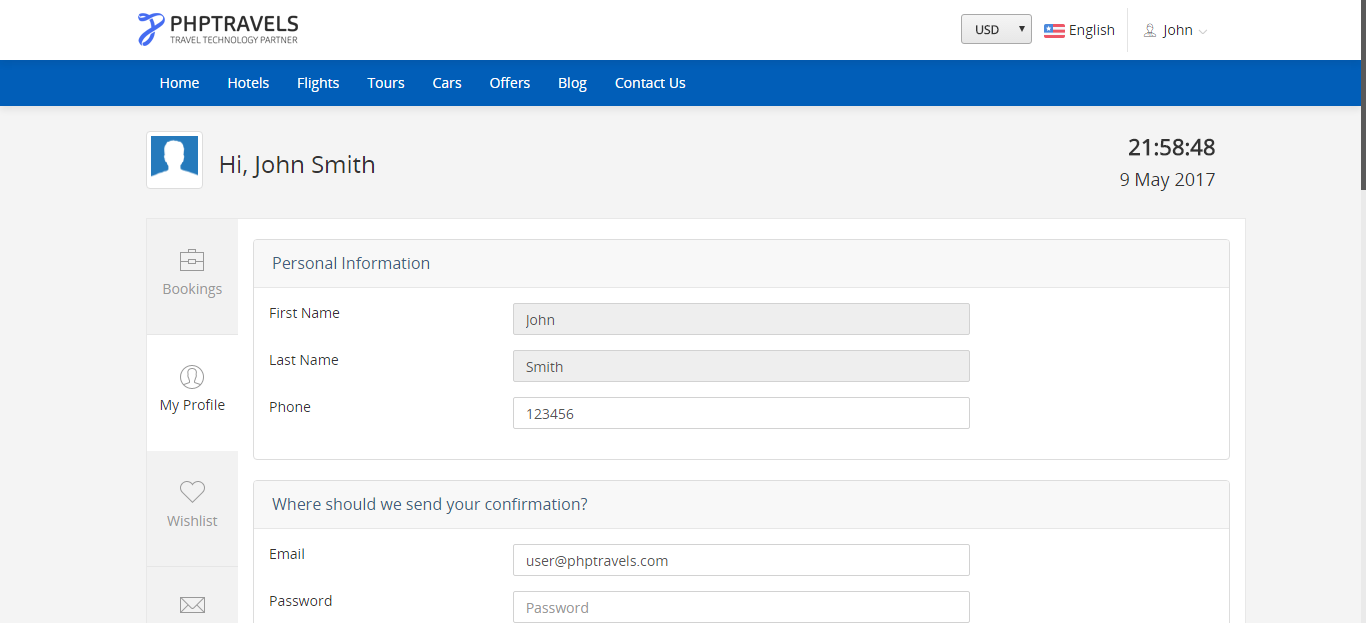 PHPTRAVELS
TRAVEL TECHNOLOGY PARTNER
USD
English
John
Home Hotels Flights Tours Cars Offers Blog Contact Us
Hi, John Smith
21:58:48
9 May 2017
Bookings
My Profile
Wishlist
Personal Information
First Name John
Last Name Smith
Phone 123456
Where should we send your confirmation?
Email user@phptravels.com
Password Password